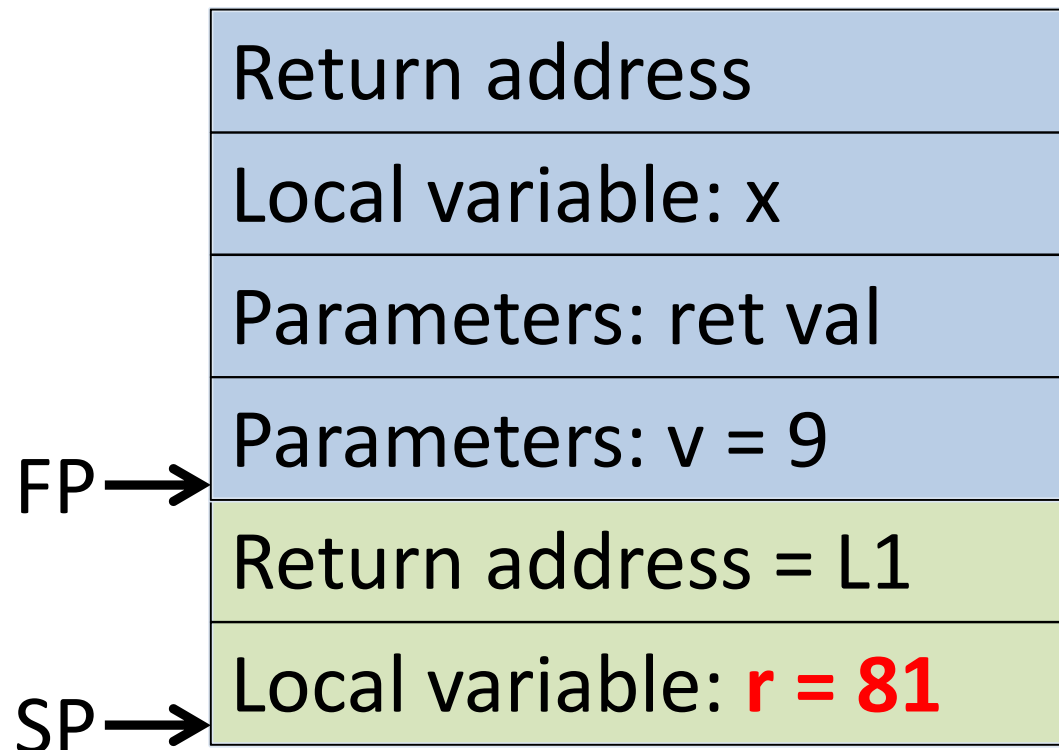 Return address
Local variable: x
Parameters: ret val
Parameters: v = 9
FP
Return address = L1
Local variable: r = 81
SP